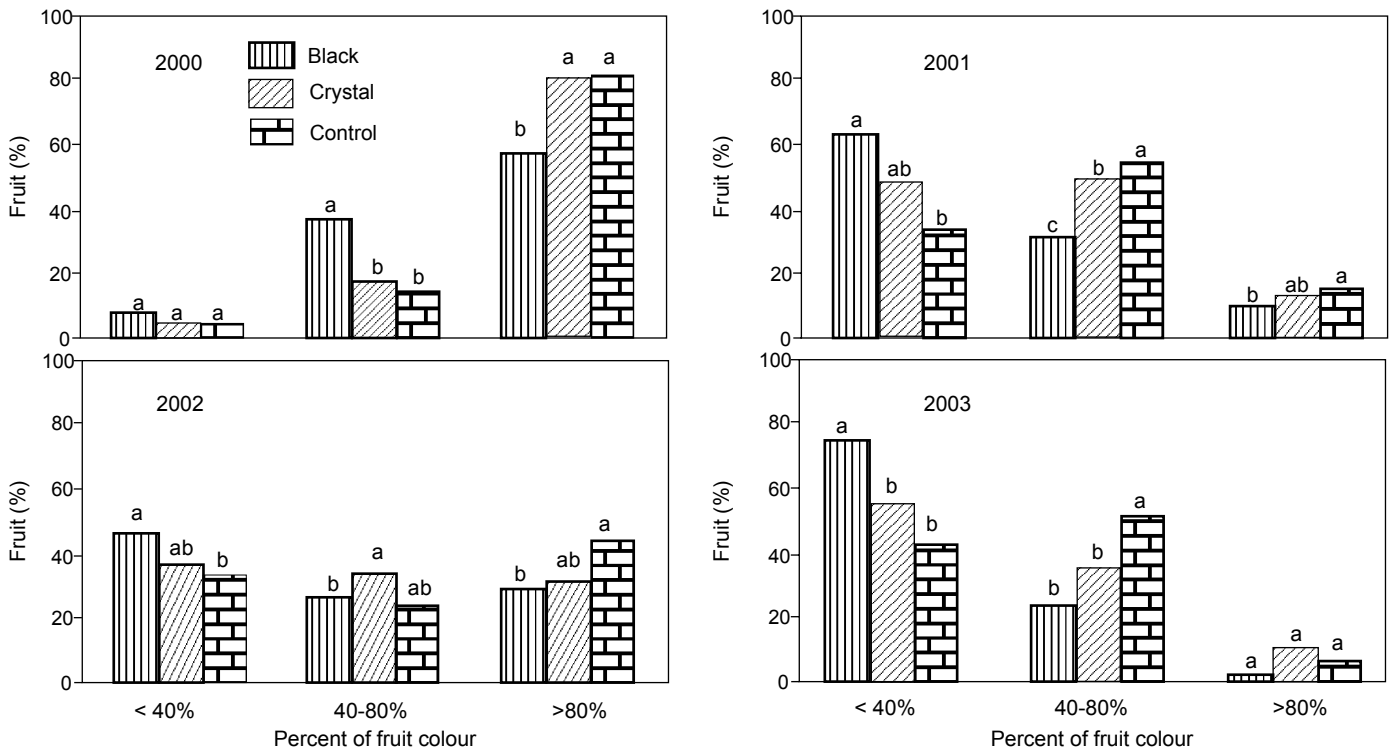 100
80
60
40
20
0
Fruit (%)
2000
Black
Crystal
Control
a
a
a
a
b
b
b
a
a
100
80
60
40
20
0
Fruit (%)
2001
a
ab
b
c
b
a
b
ab
a
100
80
60
40
20
0
Fruit (%)
2002
a
ab
b
b
a
ab
b
ab
a
< 40%
40-80%
>80%
Percent of fruit colour
100
80
60
40
20
0
Fruit (%)
2003
a
b
b
b
b
a
a
a
a
< 40%
40-80%
>80%
Percent of fruit colour